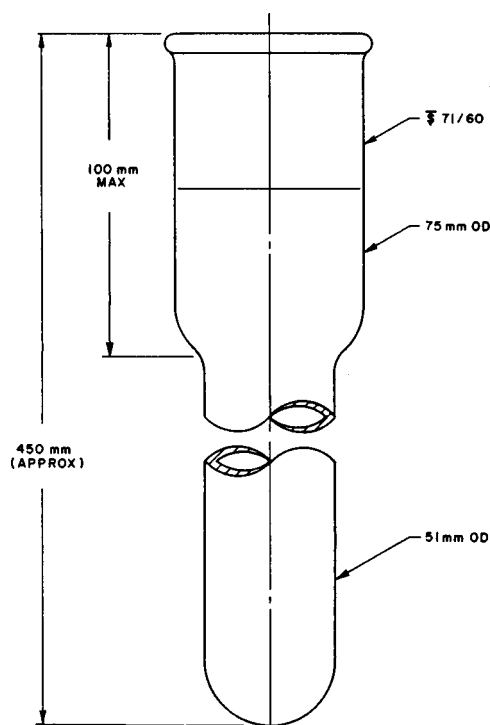 $ 71/60
100 mm
MAX
75 mm OD
450 mm
(APPROX)
51 mm OD